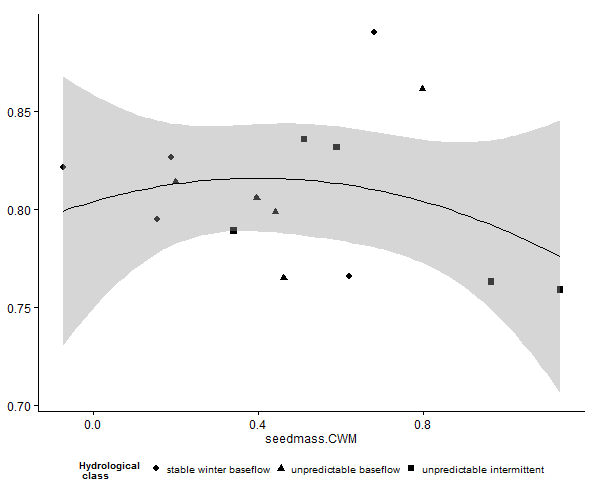 0.85
0.80
0.75
0.70
0.0 0.4 0.8
seedmass.CWM
Hydrological
class
stable winter baseflow unpredictable baseflow unpredictable intermittent